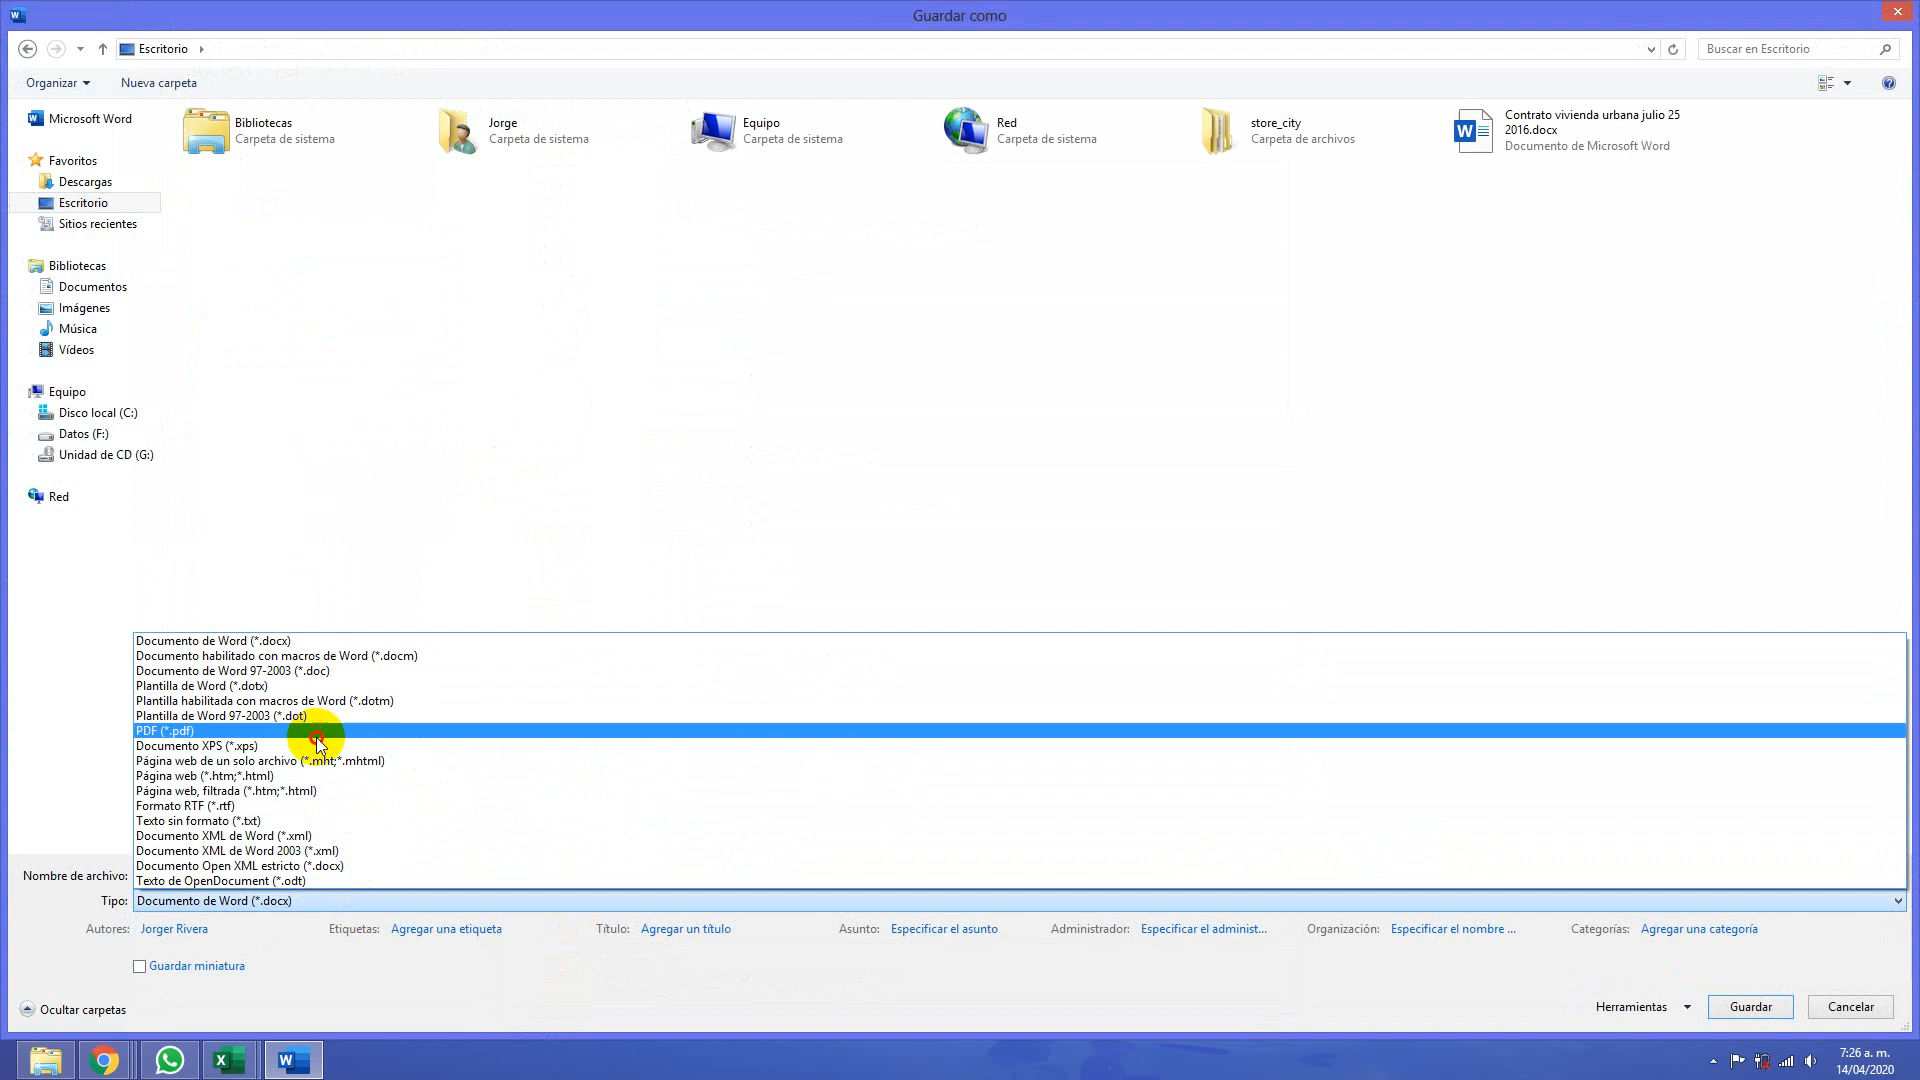 Guardar como
Escritorio
Buscar en Escritorio
Organizar
Nueva carpeta
Microsoft Word
Favoritos
Descargas
Escritorio
Sitios recientes
Bibliotecas
Documentos
Imágenes
Música
Vídeos
Equipo
Disco local (C:)
Datos (F:)
Unidad de CD (G:)
Red
Bibliotecas
Carpeta de sistema
Jorge
Carpeta de sistema
Equipo
Carpeta de sistema
Red
Carpeta de sistema
store_city
Carpeta de archivos
Contrato vivienda urbana julio 25
2016.docx
Documento de Microsoft Word
Documento de Word (*.docx)
Documento habilitado con macros de Word (*.docm)
Documento de Word 97-2003 (*.doc)
Plantilla de Word (*.dotx)
Plantilla habilitada con macros de Word (*.dotm)
Plantilla de Word 97-2003 (*.dot)
PDF (*.pdf)
Documento XPS (*.xps)
Página web de un solo archivo (*.mht;*.mhtml)
Página web (*.htm;*.html)
Página web, filtrada (*.htm;*.html)
Formato RTF (*.rtf)
Texto sin formato (*.txt)
Documento XML de Word (*.xml)
Documento XML de Word 2003 (*.xml)
Documento Open XML estricto (*.docx)
Texto de OpenDocument (*.odt)
Nombre de archivo:
Tipo: Documento de Word (*.docx)
Autores: Jorger Rivera
Etiquetas: Agregar una etiqueta
Título: Agregar un título
Asunto: Especificar el asunto
Administrador: Especificar el administ...
Organización: Especificar el nombre ...
Categorías: Agregar una categoría
Guardar miniatura
Ocultar carpetas
Herramientas
Guardar
Cancelar
7:26 a. m.
14/04/2020